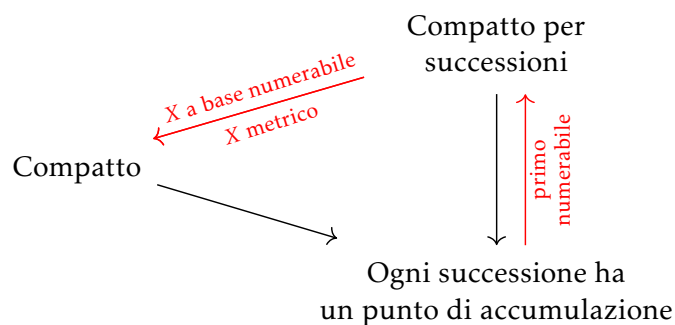 Compatto per
successioni
X a base numerabile
X metrico
Compatto
primo
numerabile
Ogni successione ha
un punto di accumulazione